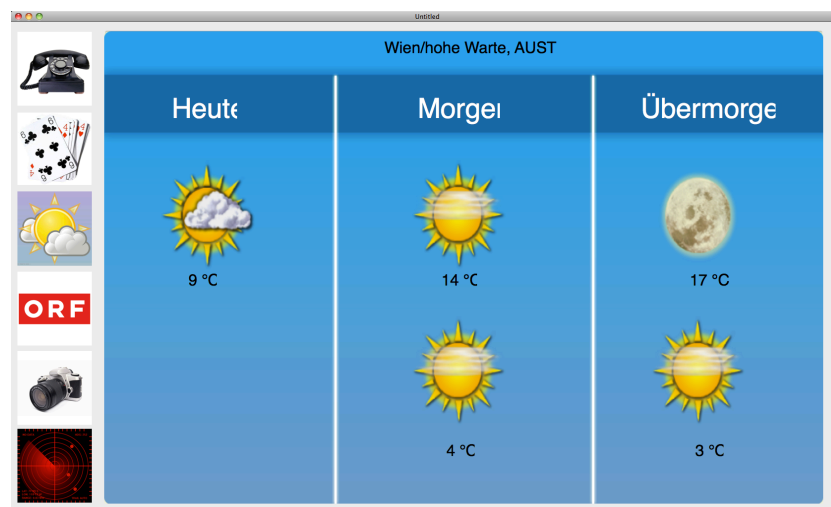 Untitled
Wien/hohe Warte, AUST
Heute
Morgen
Übermorge
9 °C
14 °C
17 °C
ORF
4 °C
3 °C